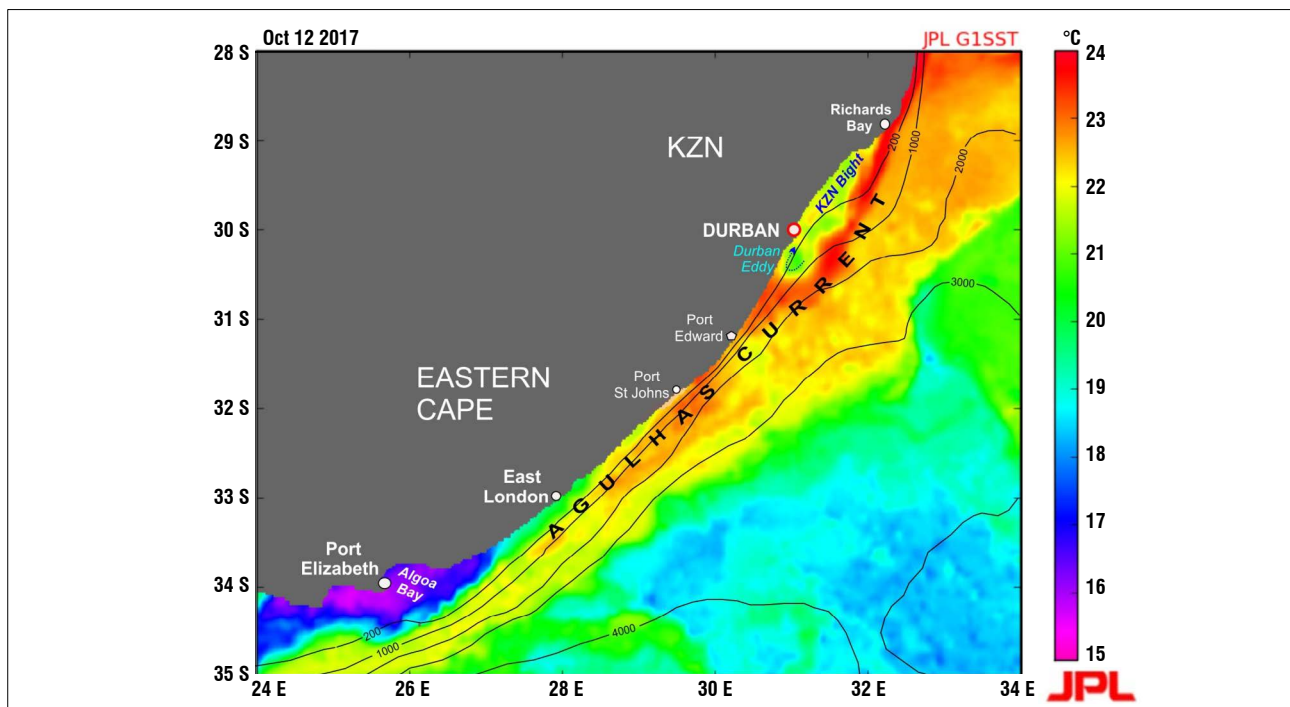 Oct 12 2017
JPL G1SST
°C
28 S
29 S
30 S
31 S
32 S
33 S
34 S
35 S
24 E
26 E
28 E
30 E
32 E
34 E
24
23
22
21
20
19
18
17
16
15
KZN
Richards
Bay
KZN Bight
DURBAN
Durban
Eddy
Port
Edward
Port
St Johns
EASTERN
CAPE
East
London
Port
Elizabeth
Algoa
Bay
AGULHAS CURRENT
200
1000
2000
3000
200
1000
4000
JPL